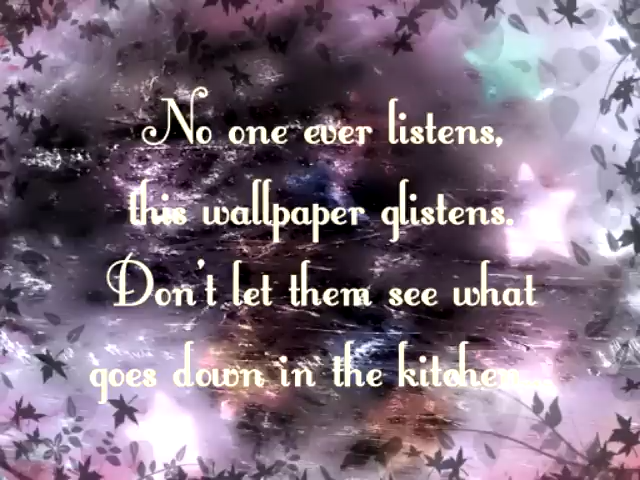 No one ever listens,
this wallpaper glistens.
Don't let them see what
goes down in the kitchen...